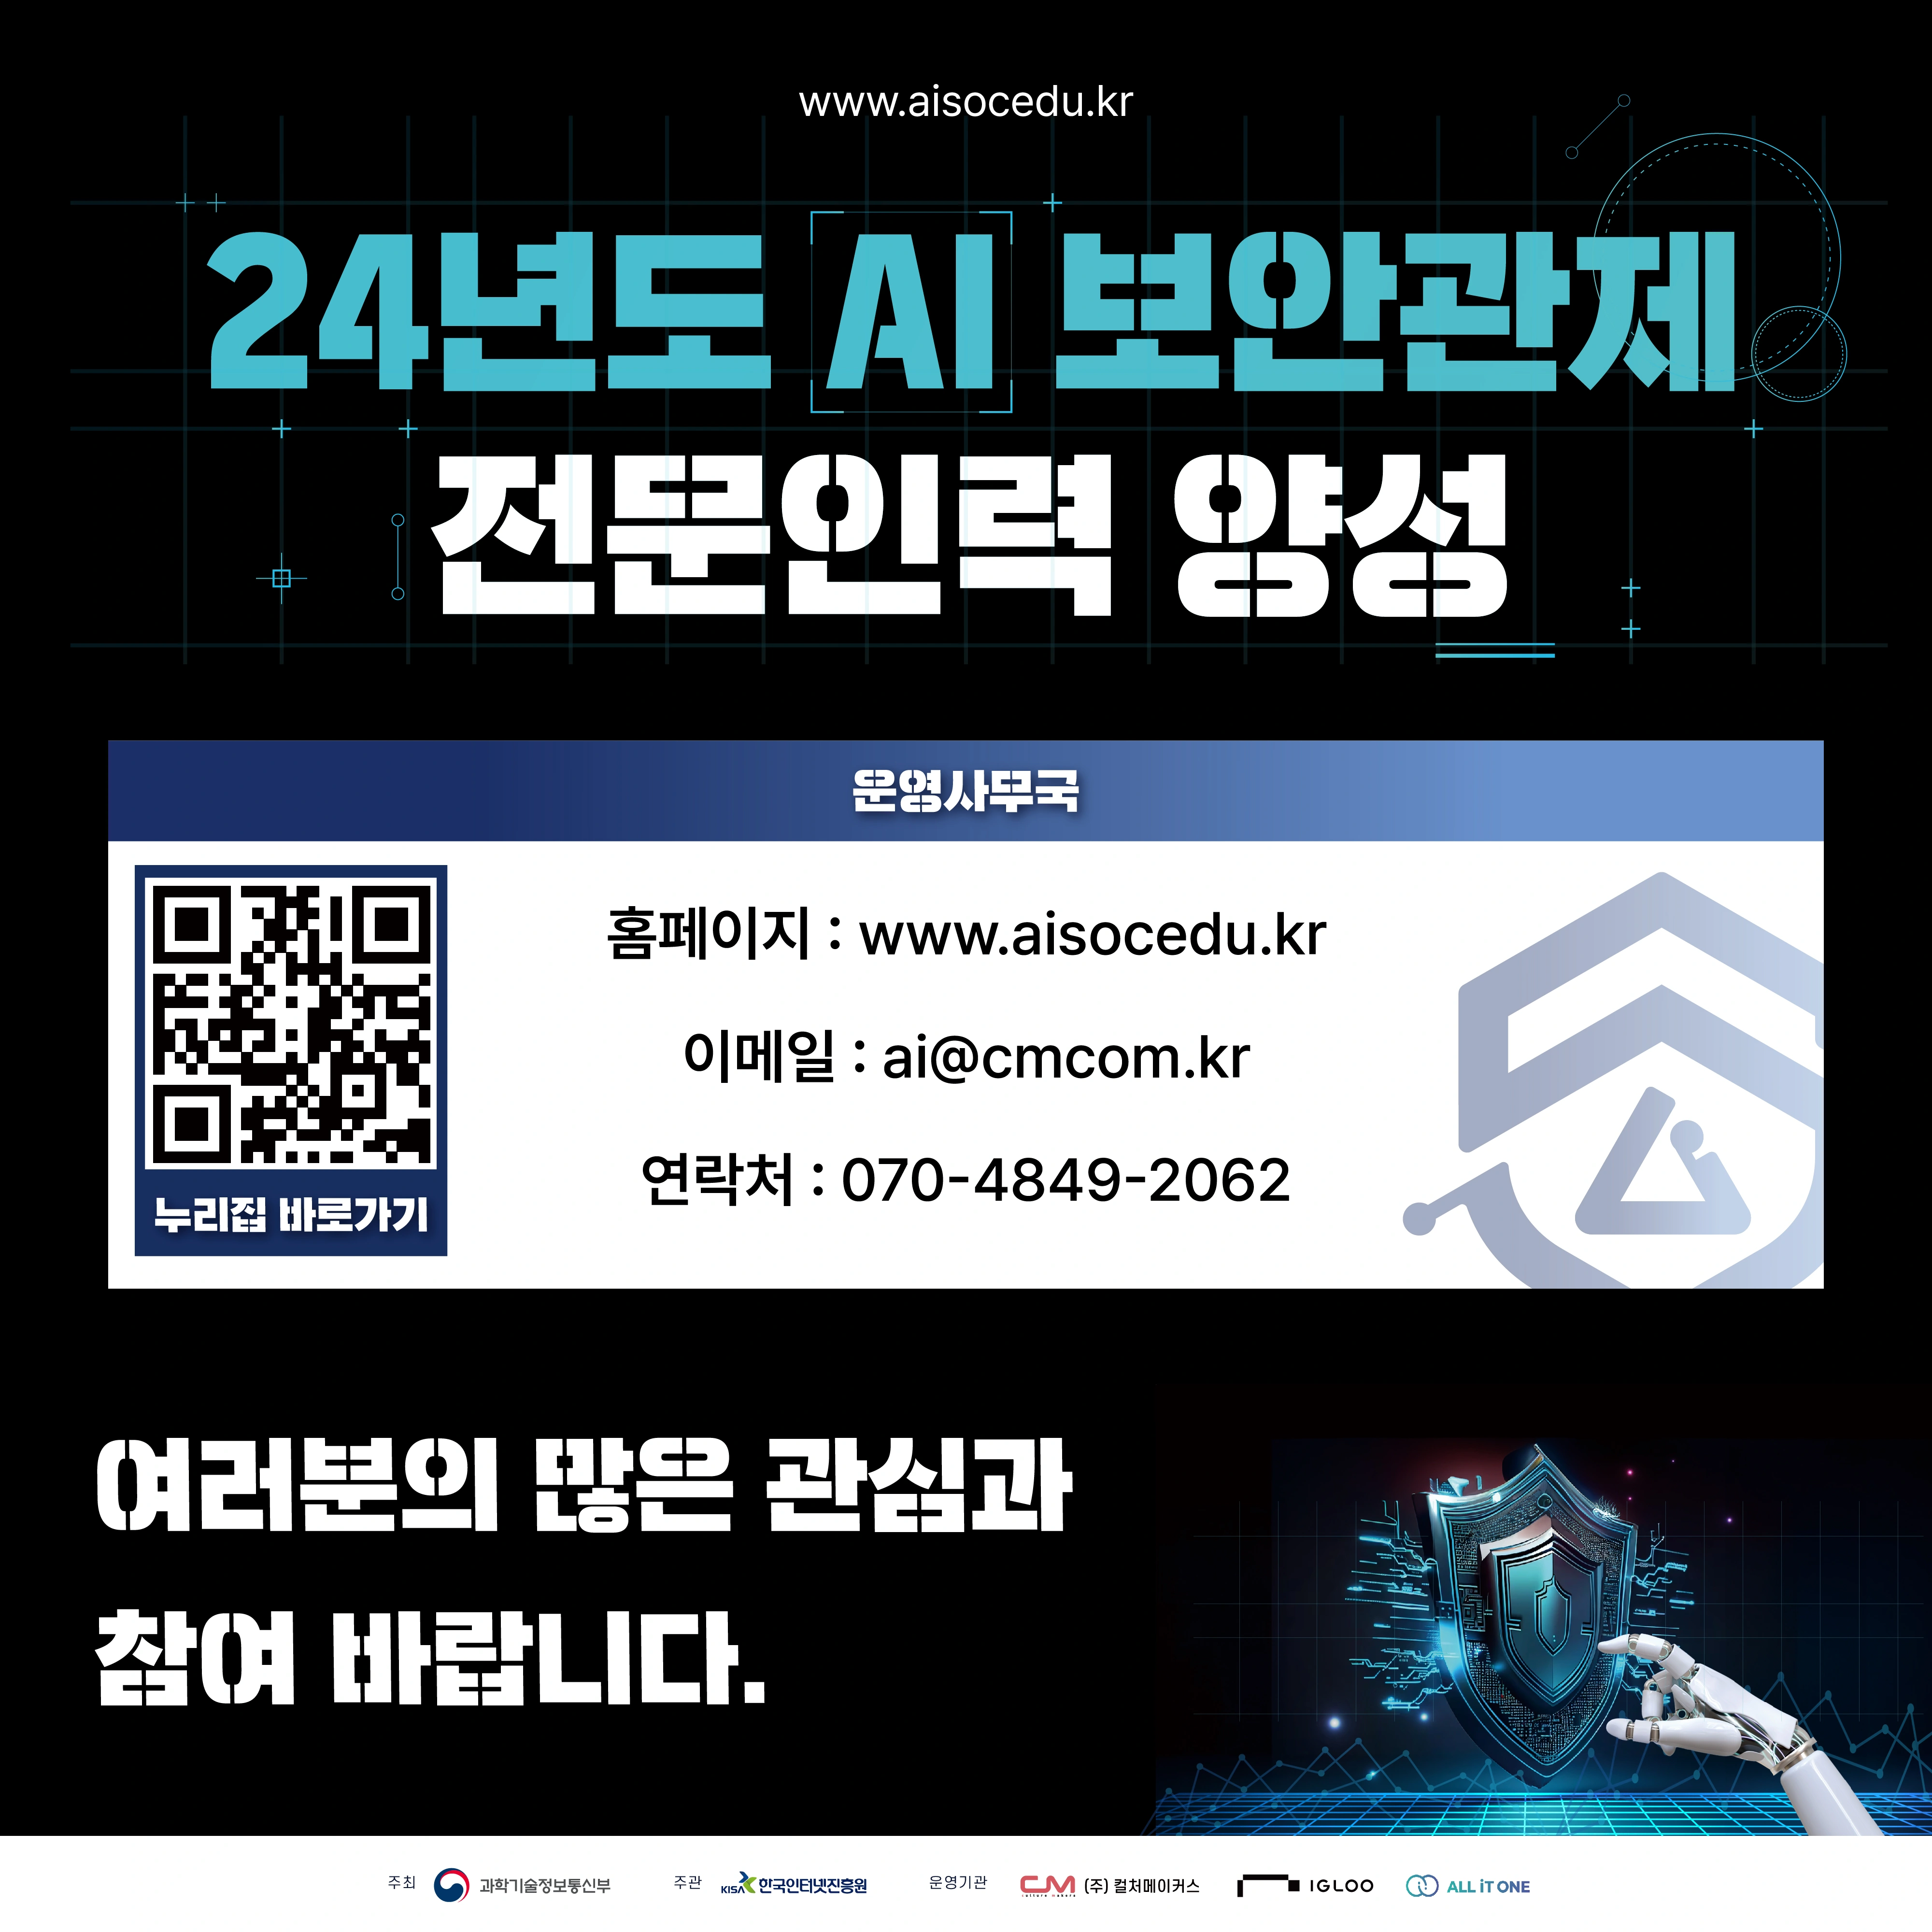 www.aisocedu.kr
24년도 AI 보안관제
전문인력 양성
운영사무국
홈페이지 : www.aisocedu.kr
이메일 : ai@cmcom.kr
연락처 : 070-4849-2062
누리집 바로가기
여러분의 많은 관심과
참여 바랍니다.
주최 과학기술정보통신부 주관 KISA 한국인터넷진흥원 운영기관 CM culture makers (주) 컬처메이커스 IGLOO ALL iT ONE